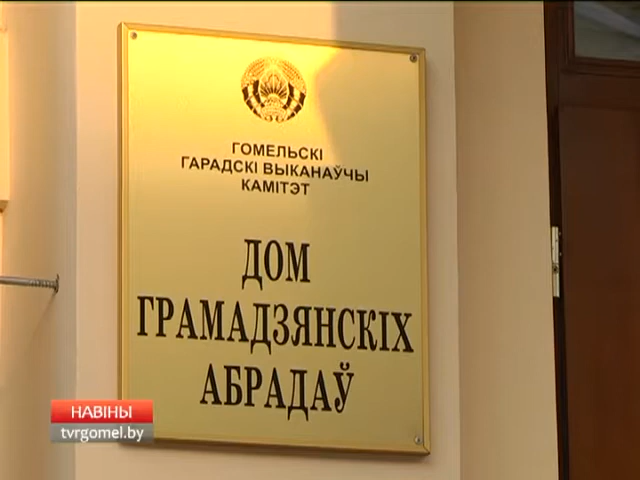 ГОМЕЛЬСКІ
ГАРАДСКІ ВЫКАНАЎЧЫ
КАМІТЭТ
ДОМ
ГРАМАДЗЯНСКІХ
АБРАДАЎ
НАВІНЫ
tvrgomel.by